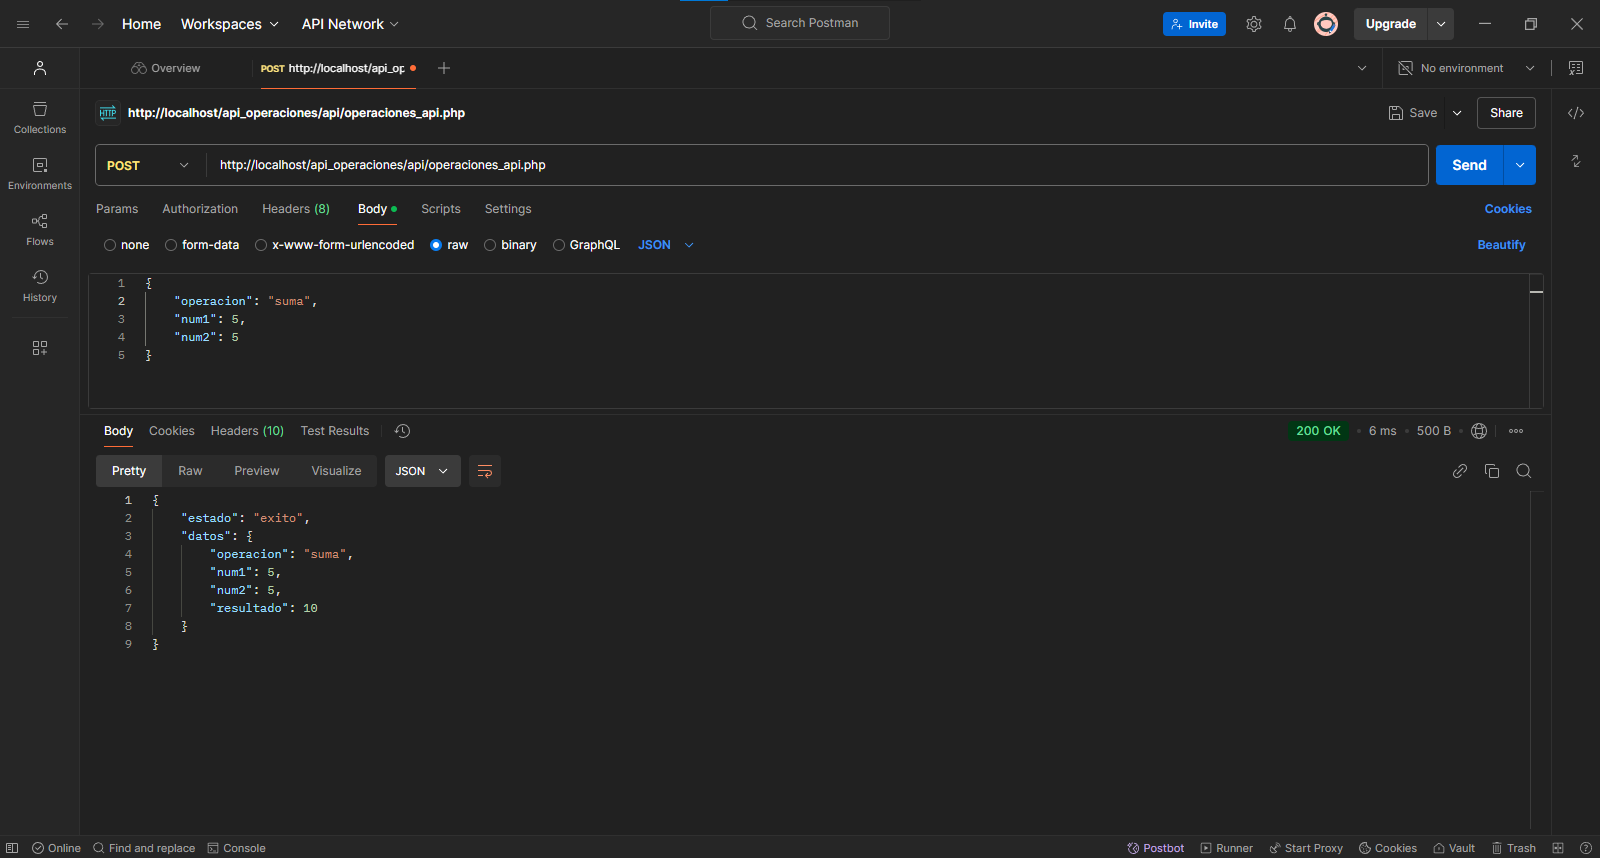 Home Workspaces API Network Search Postman Invite Upgrade
Overview POST http://localhost/api_op No environment
HTTP http://localhost/api_operaciones/api/operaciones_api.php Save Share
Collections
POST http://localhost/api_operaciones/api/operaciones_api.php Send
Environments
Params Authorization Headers (8) Body Scripts Settings Cookies
Flows
none form-data x-www-form-urlencoded raw binary GraphQL JSON Beautify
History
1 {
2 "operacion": "suma",
3 "num1": 5,
4 "num2": 5
5 }
Body Cookies Headers (10) Test Results 200 OK 6 ms 500 B
Pretty Raw Preview Visualize JSON
1 {
2 "estado": "exito",
3 "datos": {
4 "operacion": "suma",
5 "num1": 5,
6 "num2": 5,
7 "resultado": 10
8 }
9 }
Online Find and replace Console Postbot Runner Start Proxy Cookies Vault Trash